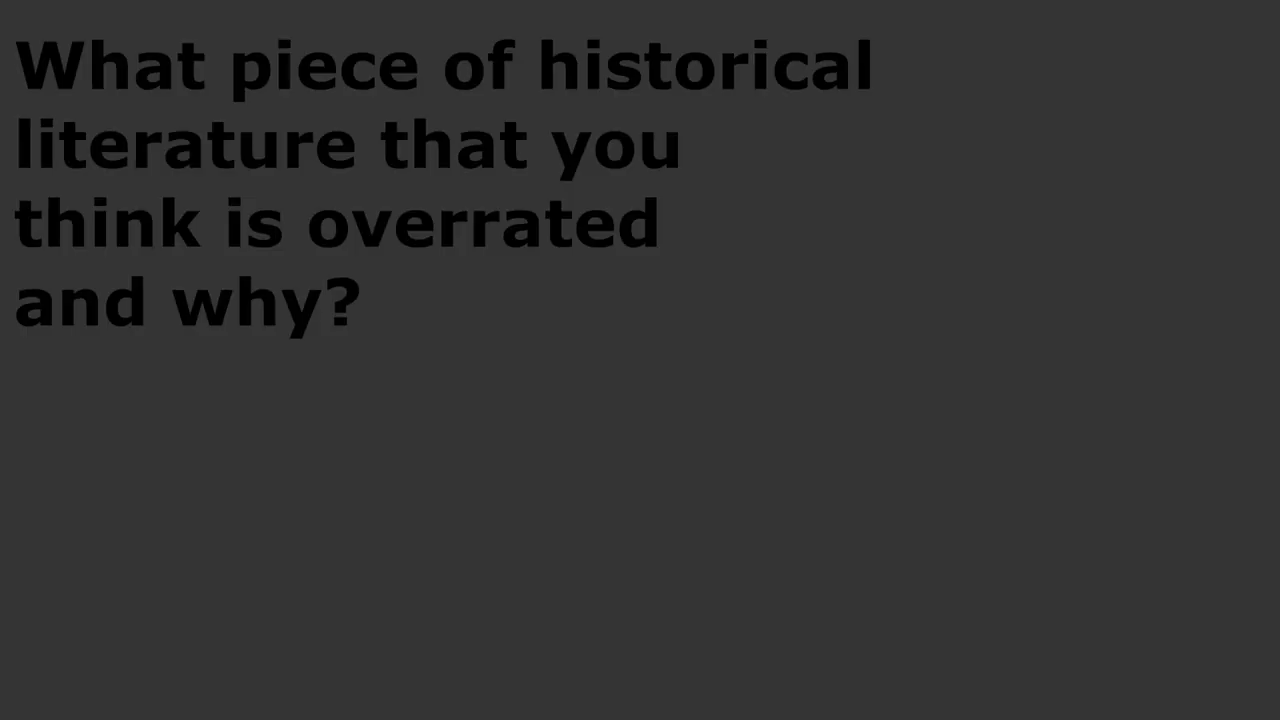 What piece of historical
literature that you
think is overrated
and why?